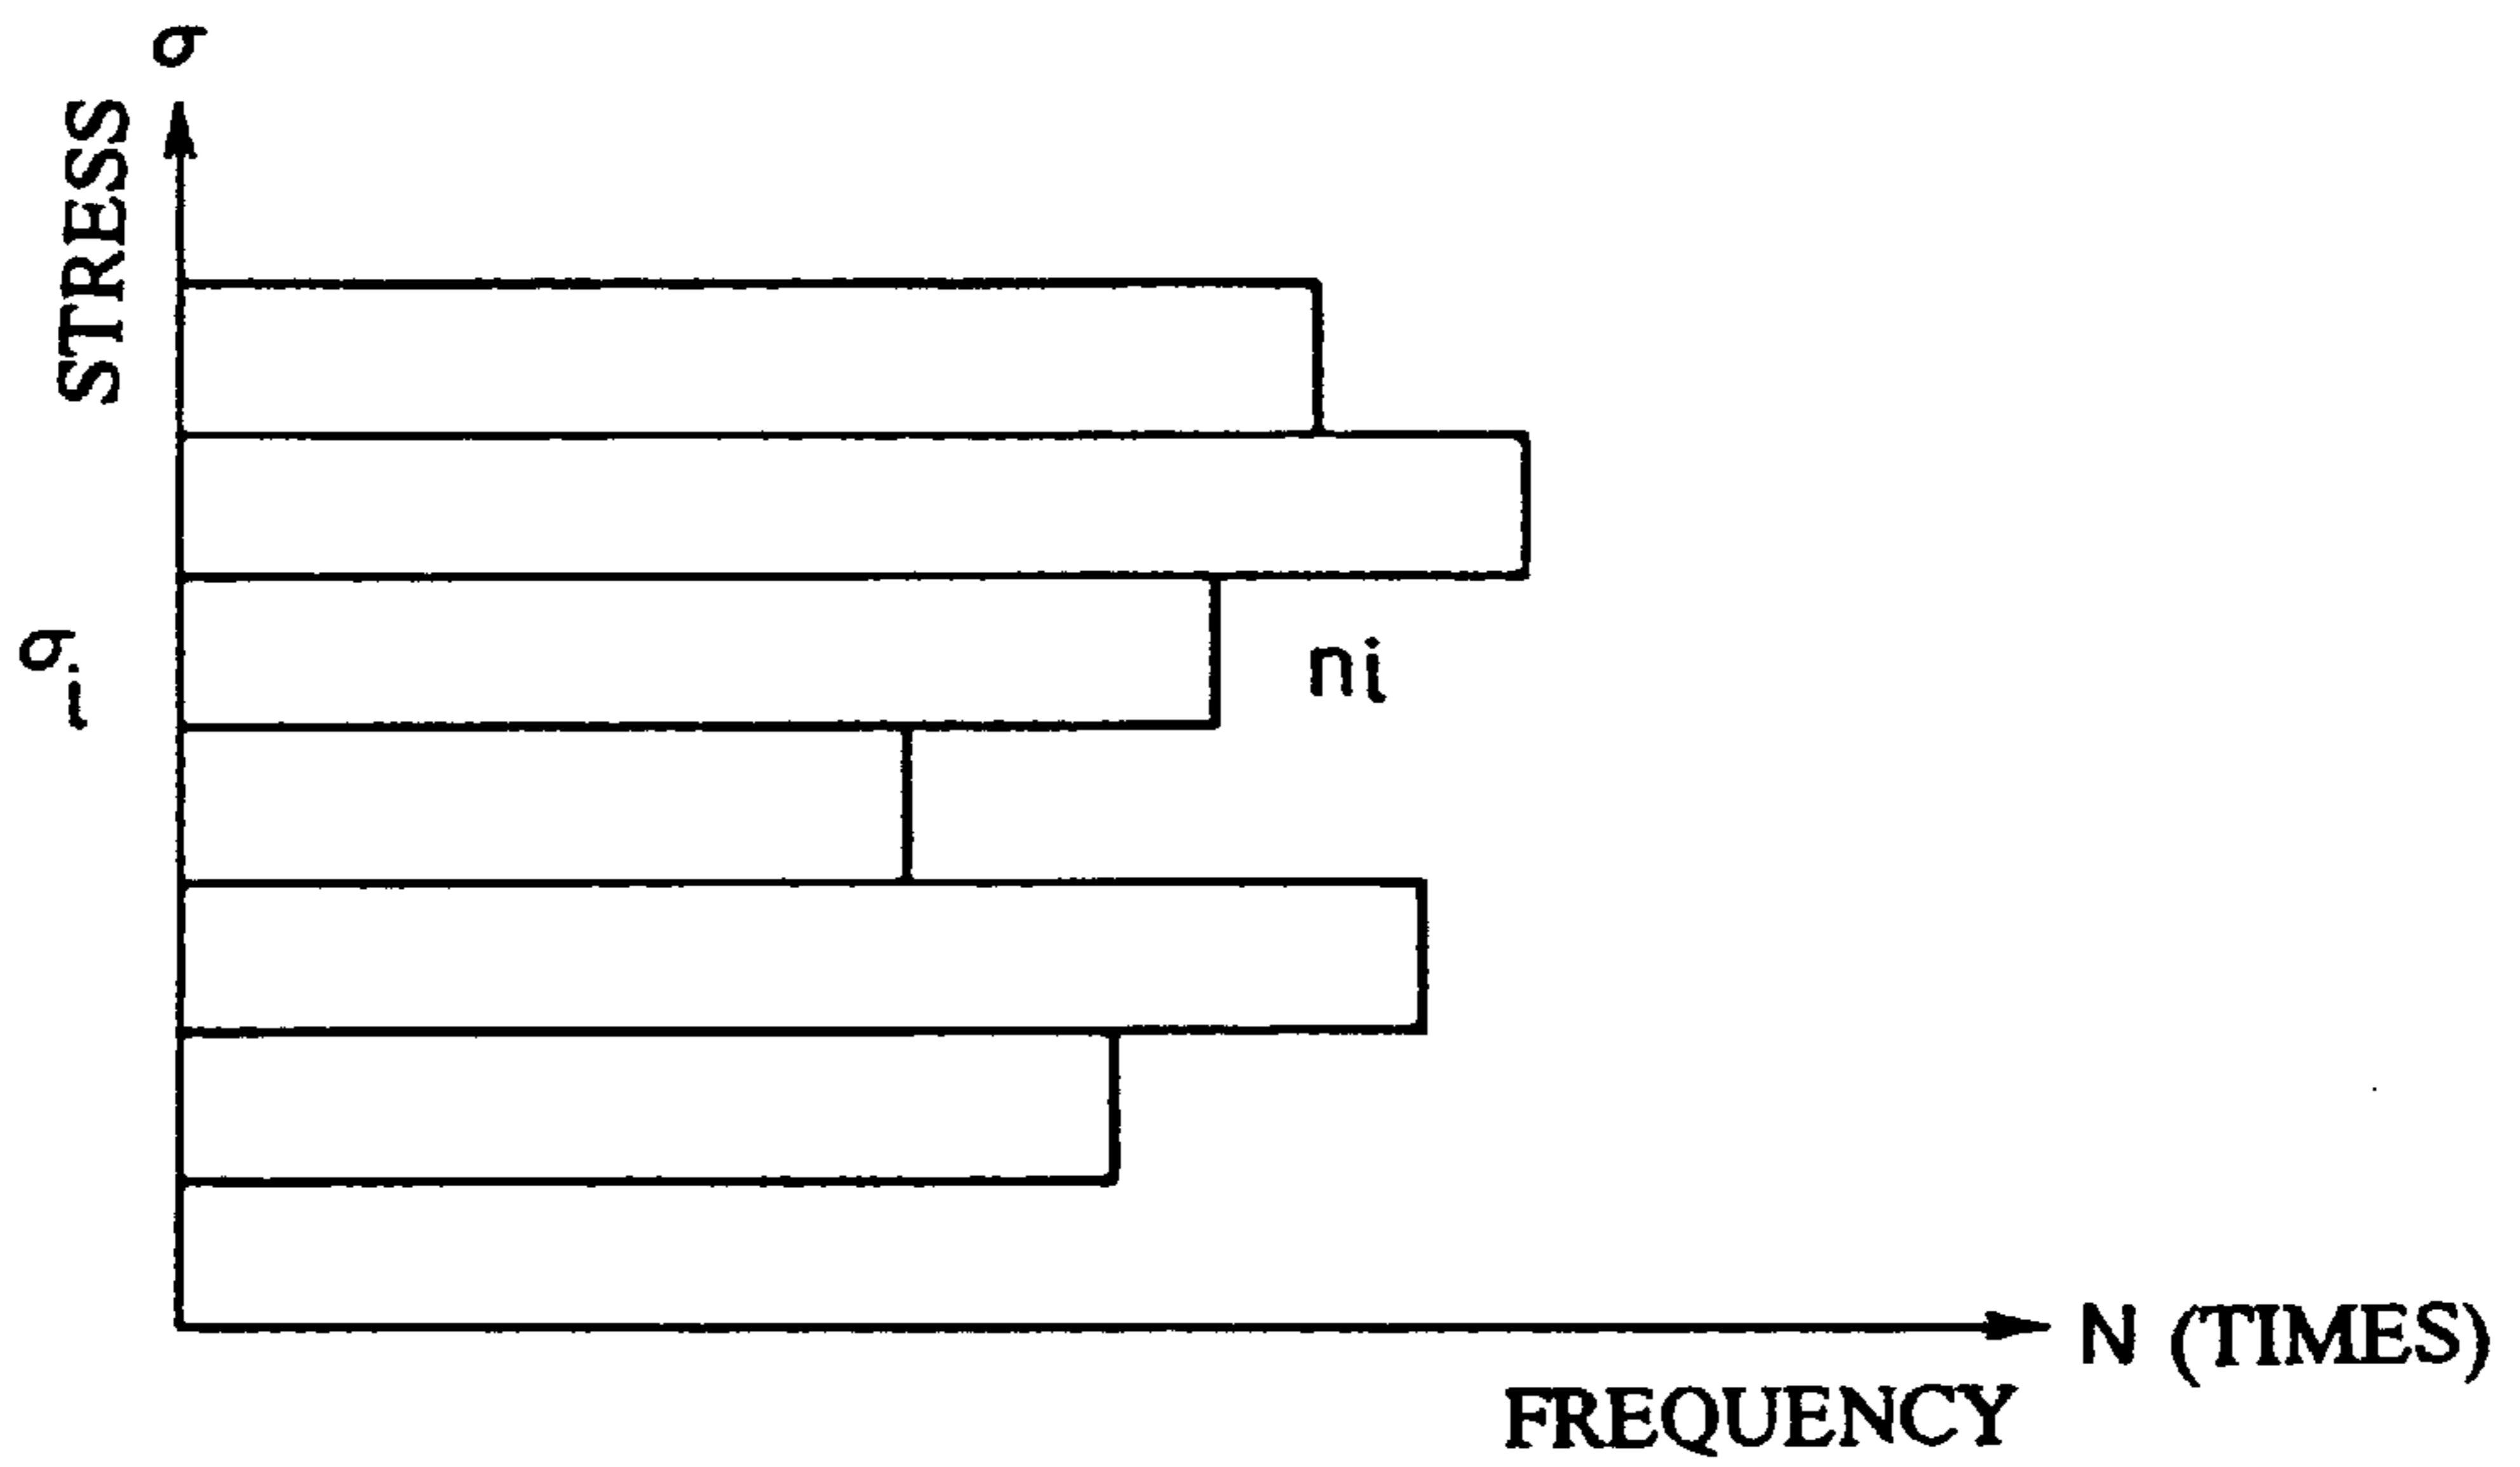 σ
STRESS
σi
ni
N (TIMES)
FREQUENCY